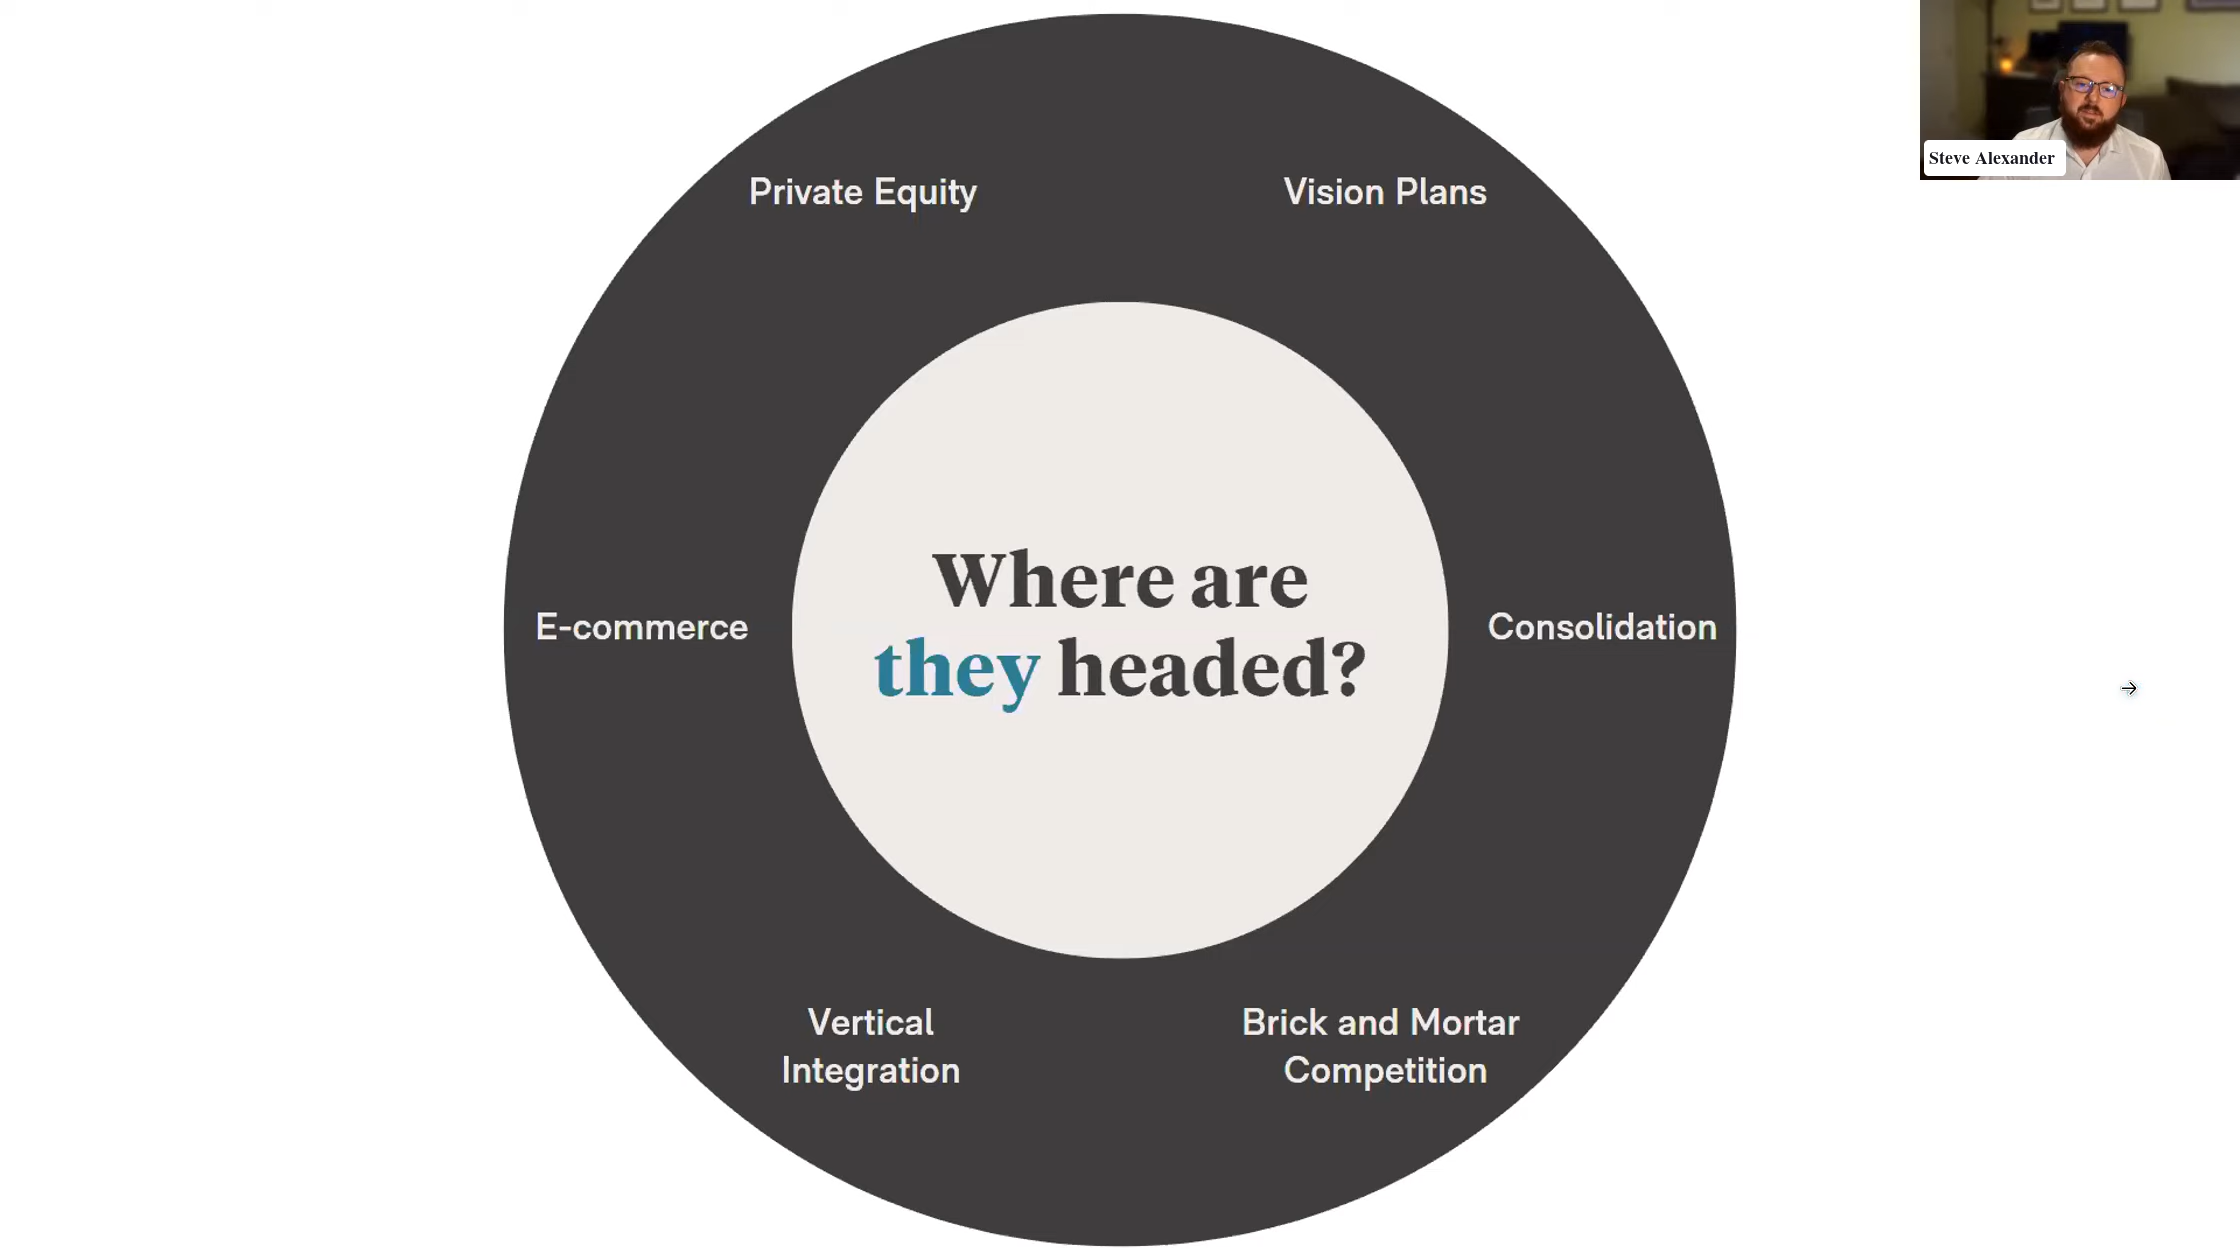 Steve Alexander
Private Equity
Vision Plans
E-commerce
Where are
they headed?
Consolidation
Vertical
Integration
Brick and Mortar
Competition